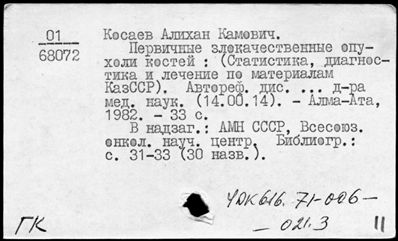 01
68072
Косаев Алихан Камович.
Первичные злокачественные опу-
холи костей : (Статистика, диагнос-
тика и лечение по материалам
КазССР). Автореф. дис. ... д-ра
мед. наук. (14.00.14). - Алма-Ата,
1982. - 33 с.
В надзаг.: АМН СССР, Всесоюз.
онкол. науч. центр. Библиогр.:
с. 31-33 (30 назв.).
УДК 616.71-006-
-021.3
ГК
11